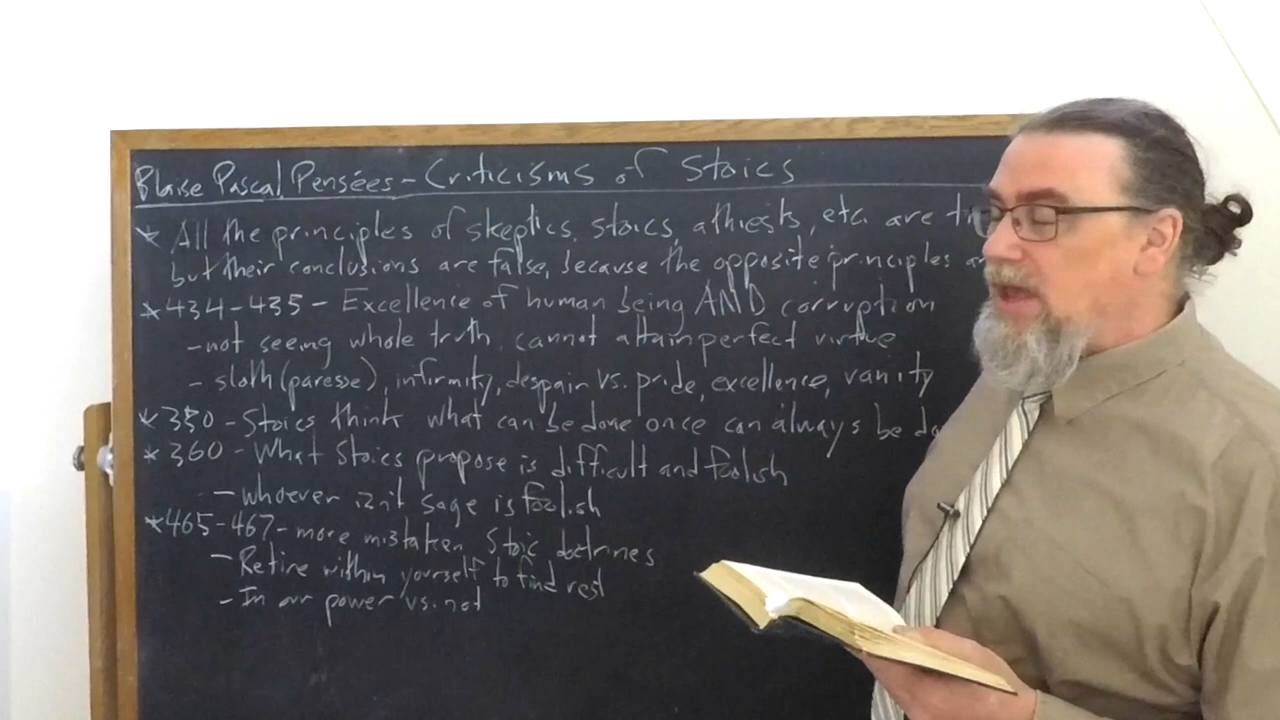 Blaise Pascal Pensées - Criticisms of Stoics
* All the principles of skeptics, stoics, athiests, etc. are
but their conclusions are false, because the opposite principles
* 434-435 - Excellence of human being AND corruption
- not seeing whole truth, cannot attain perfect virtue
- sloth (paresse), infirmity, despair vs. pride, excellence, vanity
* 350 - Stoics think what can be done once can always be
* 360 - What Stoics propose is difficult and foolish
- whoever isn't sage is foolish
* 465-467 - more mistaken Stoic doctrines
- Retire within yourself to find rest
- In our power vs. not